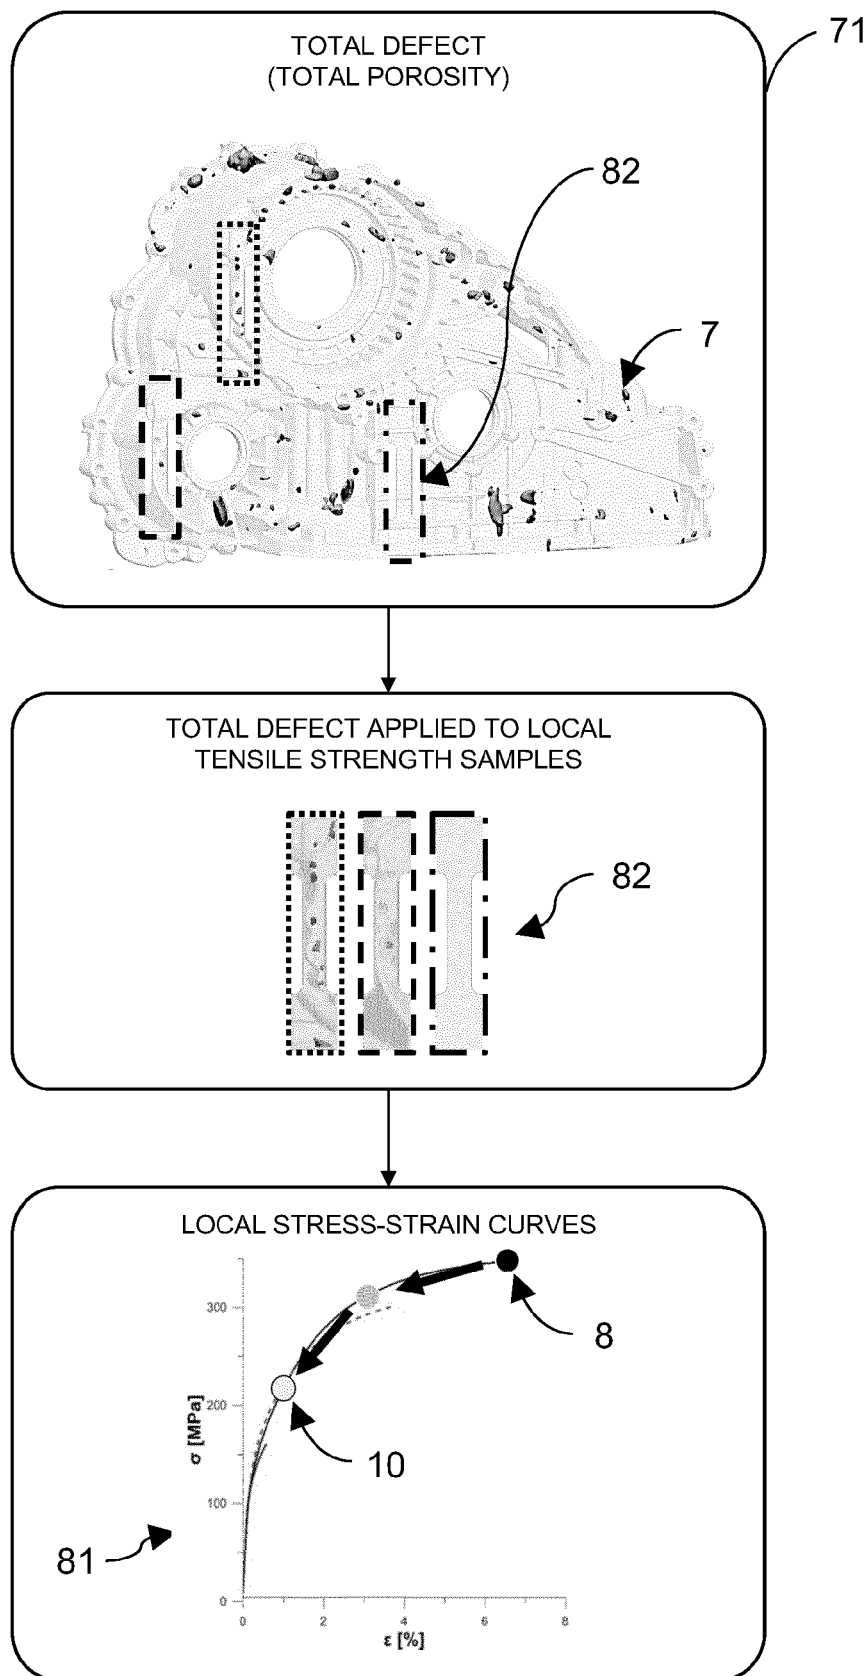 TOTAL DEFECT
(TOTAL POROSITY)
71
82
7
TOTAL DEFECT APPLIED TO LOCAL
TENSILE STRENGTH SAMPLES
82
LOCAL STRESS-STRAIN CURVES
300
200
100
0
σ [MPa]
8
10
81
0
2
4
6
8
ε [%]